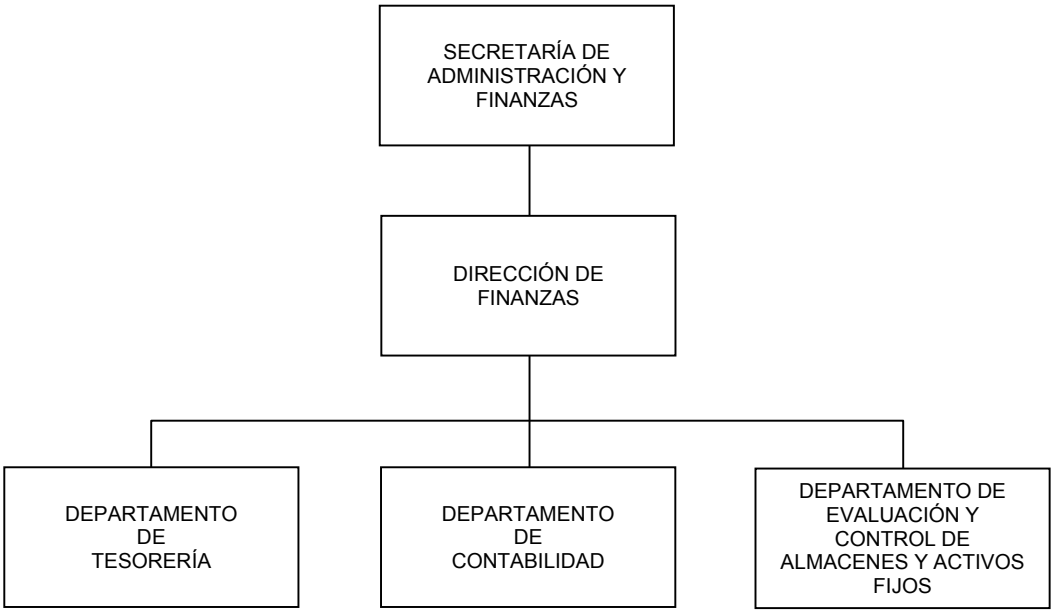 SECRETARÍA DE
ADMINISTRACIÓN Y
FINANZAS
DIRECCIÓN DE
FINANZAS
DEPARTAMENTO
DE
TESORERÍA
DEPARTAMENTO
DE
CONTABILIDAD
DEPARTAMENTO DE
EVALUACIÓN Y
CONTROL DE
ALMACENES Y ACTIVOS
FIJOS